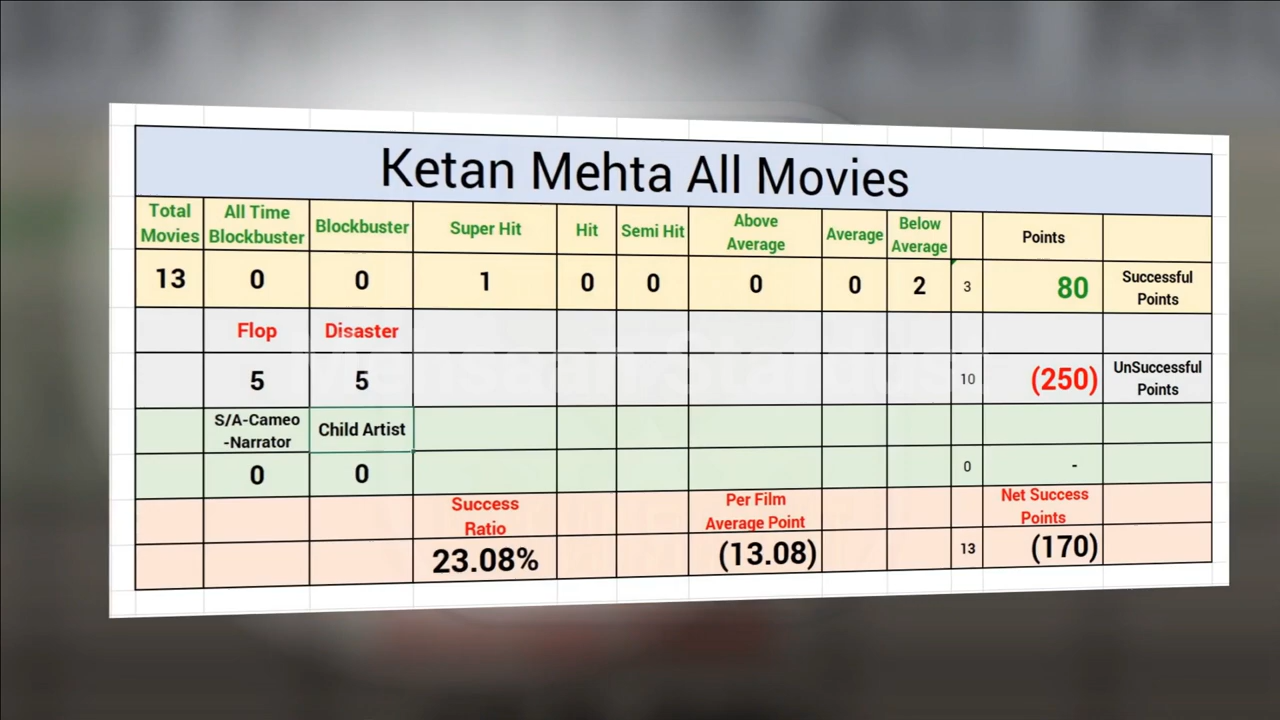 Ketan Mehta All Movies
Total Movies
All Time Blockbuster
Blockbuster
Super Hit
Hit
Semi Hit
Above Average
Average
Below Average
Points
13
0
0
1
0
0
0
0
2
3
80
Successful Points
Flop
Disaster
5
5
10
(250)
UnSuccessful Points
S/A-Cameo -Narrator
Child Artist
0
0
0
-
Success Ratio
Per Film Average Point
Net Success Points
23.08%
(13.08)
13
(170)